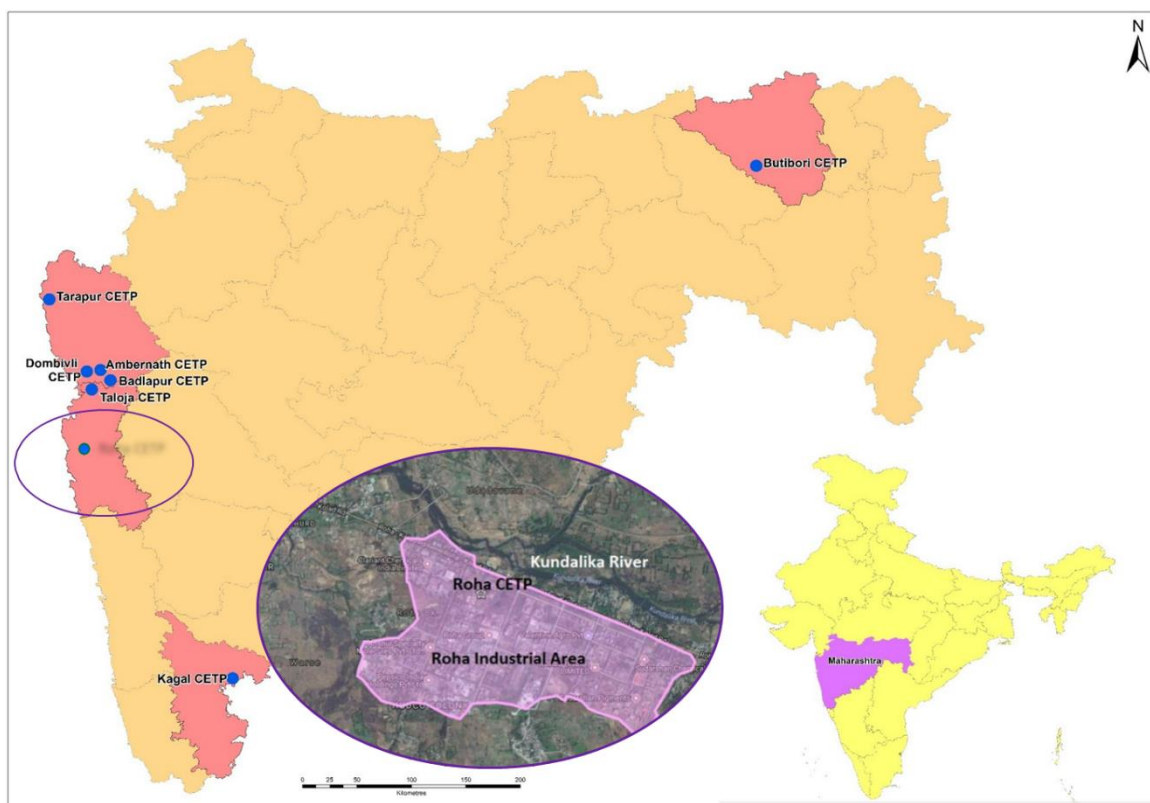 N
Butibori CETP
Tarapur CETP
Dombivli
CETP
Ambernath CETP
Badlapur CETP
Taloja CETP
Kundalika River
Roha CETP
Roha Industrial Area
Kagal CETP
Maharashtra
0 25 50 100 150 200
Kilometres